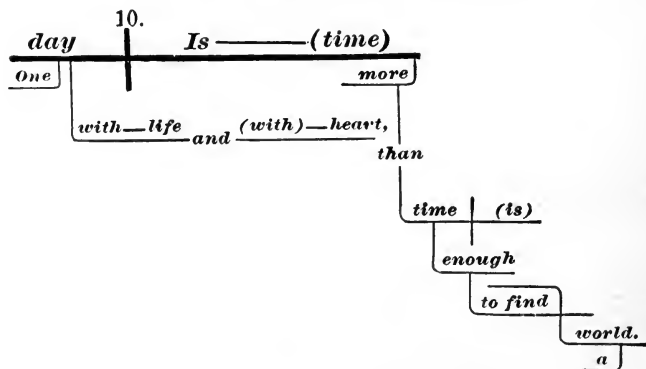 10.
day Is (time)
One more
with life and (with) heart,
than
time (is)
enough
to find
world.
a